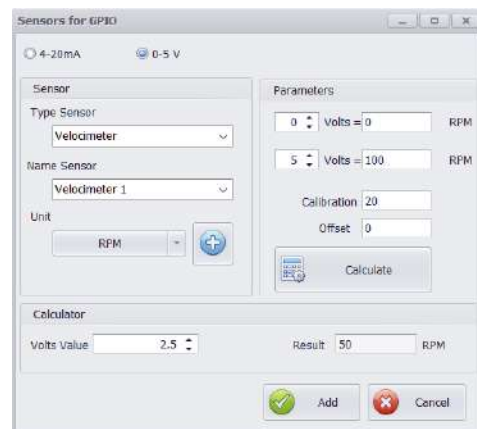 Sensors for GPIO
4-20mA 0-5 V
Sensor
Type Sensor
Velocimeter
Name Sensor
Velocimeter 1
Unit
RPM
Parameters
0 Volts = 0 RPM
5 Volts = 100 RPM
Calibration 20
Offset 0
Calculate
Calculator
Volts Value 2.5 Result 50 RPM
Add Cancel